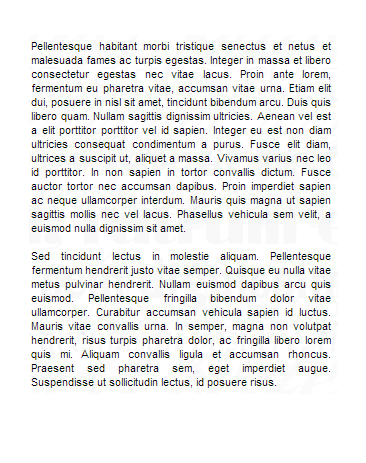 Pellentesque habitant morbi tristique senectus et netus et
malesuada fames ac turpis egestas. Integer in massa et libero
consectetur egestas nec vitae lacus. Proin ante lorem,
fermentum eu pharetra vitae, accumsan vitae urna. Etiam elit
dui, posuere in nisl sit amet, tincidunt bibendum arcu. Duis quis
libero quam. Nullam sagittis dignissim ultricies. Aenean vel est
a elit porttitor porttitor vel id sapien. Integer eu est non diam
ultricies consequat condimentum a purus. Fusce elit diam,
ultrices a suscipit ut, aliquet a massa. Vivamus varius nec leo
id porttitor. In non sapien in tortor convallis dictum. Fusce
auctor tortor nec accumsan dapibus. Proin imperdiet sapien
ac neque ullamcorper interdum. Mauris quis magna ut sapien
sagittis mollis nec vel lacus. Phasellus vehicula sem velit, a
euismod nulla dignissim sit amet.
Sed tincidunt lectus in molestie aliquam. Pellentesque
fermentum hendrerit justo vitae semper. Quisque eu nulla vitae
metus pulvinar hendrerit. Nullam euismod dapibus arcu quis
euismod. Pellentesque fringilla bibendum dolor vitae
ullamcorper. Curabitur accumsan vehicula sapien id luctus.
Mauris vitae convallis urna. In semper, magna non volutpat
hendrerit, risus turpis pharetra dolor, ac fringilla libero lorem
quis mi. Aliquam convallis ligula et accumsan rhoncus.
Praesent sed pharetra sem, eget imperdiet augue.
Suspendisse ut sollicitudin lectus, id posuere risus.